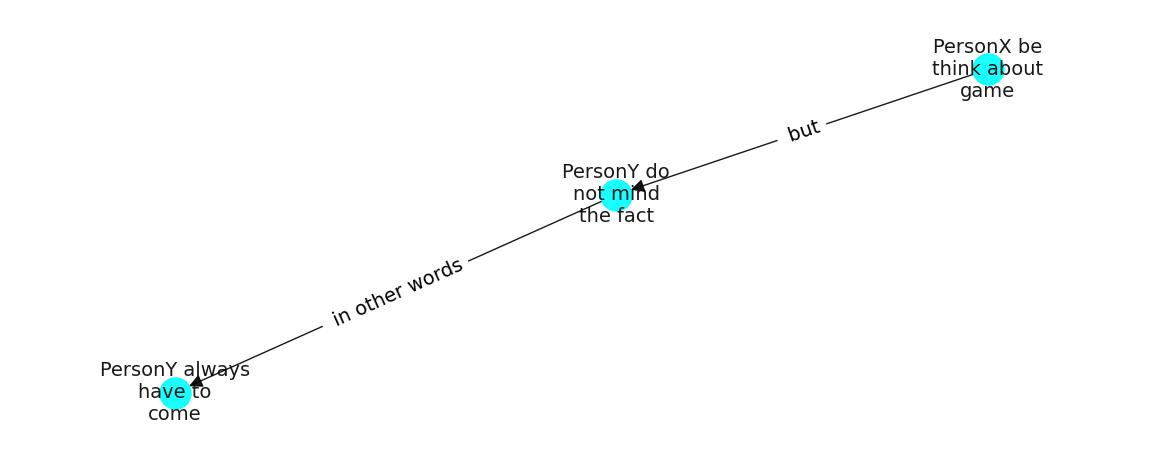 PersonX be
think about
game
but
PersonY do
not mind
the fact
in other words
PersonY always
have to
come